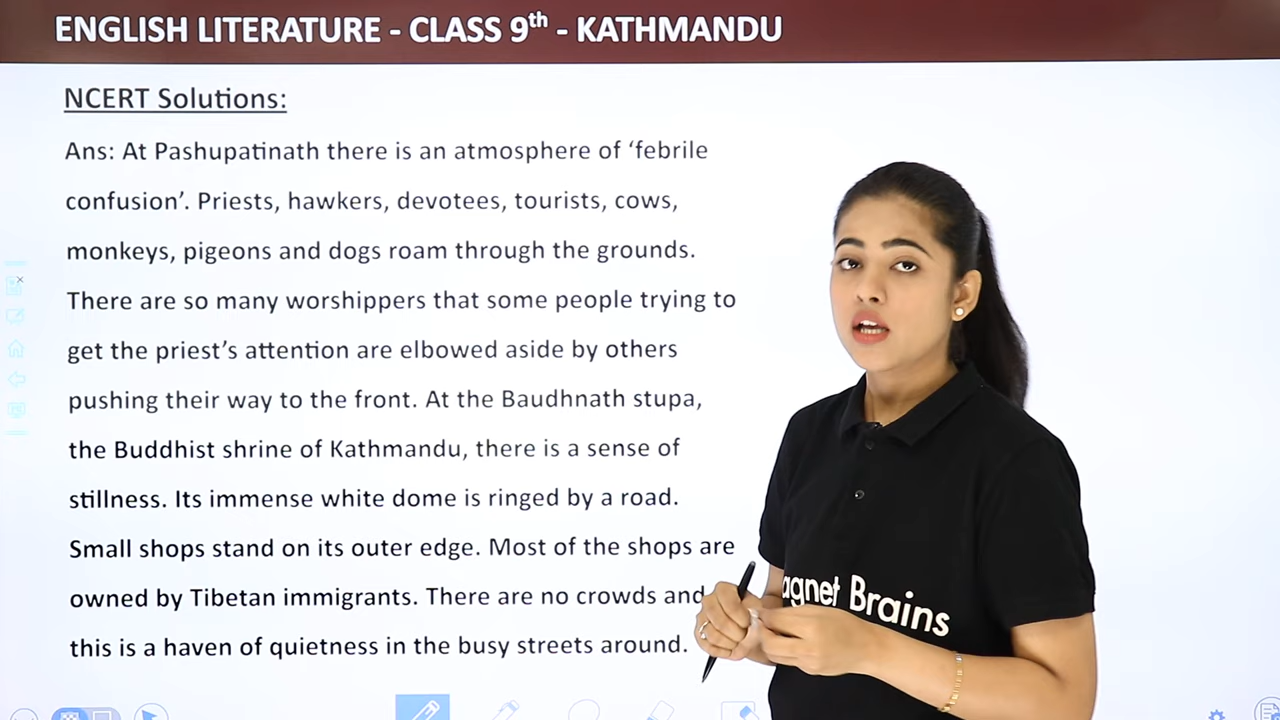 ENGLISH LITERATURE - CLASS 9th - KATHMANDU
NCERT Solutions:
Ans: At Pashupatinath there is an atmosphere of ‘febrile
confusion’. Priests, hawkers, devotees, tourists, cows,
monkeys, pigeons and dogs roam through the grounds.
There are so many worshippers that some people trying to
get the priest’s attention are elbowed aside by others
pushing their way to the front. At the Baudhnath stupa,
the Buddhist shrine of Kathmandu, there is a sense of
stillness. Its immense white dome is ringed by a road.
Small shops stand on its outer edge. Most of the shops are
owned by Tibetan immigrants. There are no crowds and
this is a haven of quietness in the busy streets around.
agnet Brains